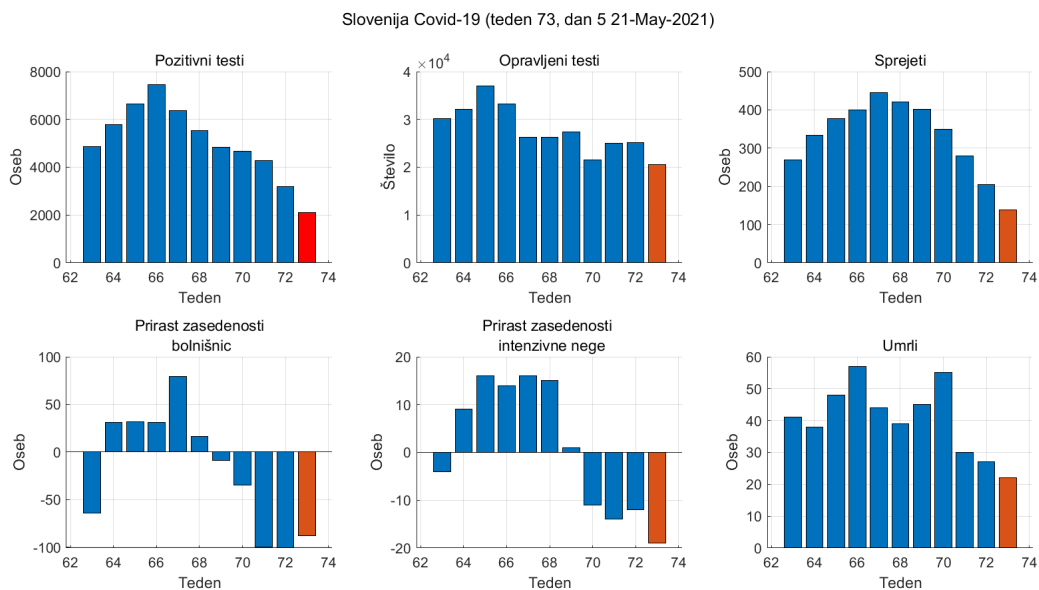 Slovenija Covid-19 (teden 73, dan 5 21-May-2021)
Pozitivni testi
8000
6000
4000
2000
0
Oseb
62 64 66 68 70 72 74
Teden
Opravljeni testi
×10⁴
4
3
2
1
0
Število
62 64 66 68 70 72 74
Teden
Sprejeti
500
400
300
200
100
0
Oseb
62 64 66 68 70 72 74
Teden
Prirast zasedenosti
bolnišnic
100
50
0
-50
-100
Oseb
62 64 66 68 70 72 74
Teden
Prirast zasedenosti
intenzivne nege
20
10
0
-10
-20
Oseb
62 64 66 68 70 72 74
Teden
Umrli
60
50
40
30
20
10
0
Oseb
62 64 66 68 70 72 74
Teden